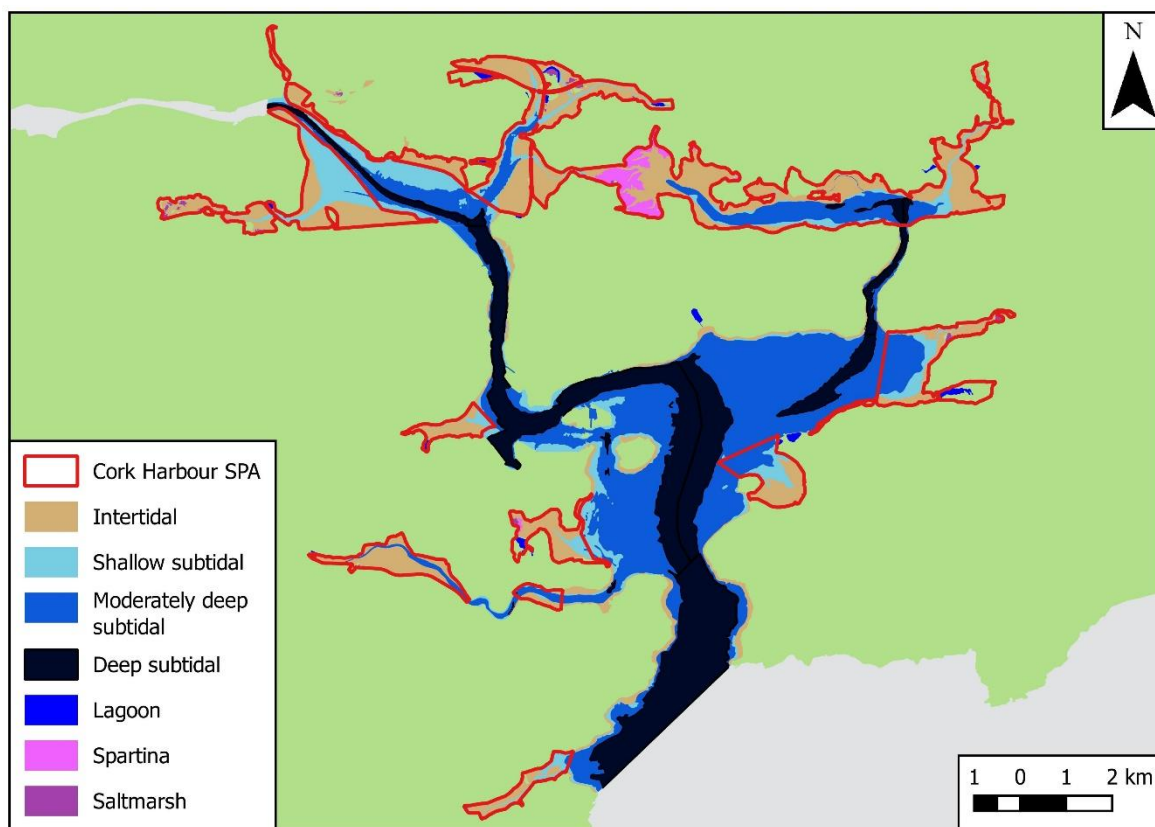 N
Cork Harbour SPA
Intertidal
Shallow subtidal
Moderately deep
subtidal
Deep subtidal
Lagoon
Spartina
Saltmarsh
1 0 1 2 km